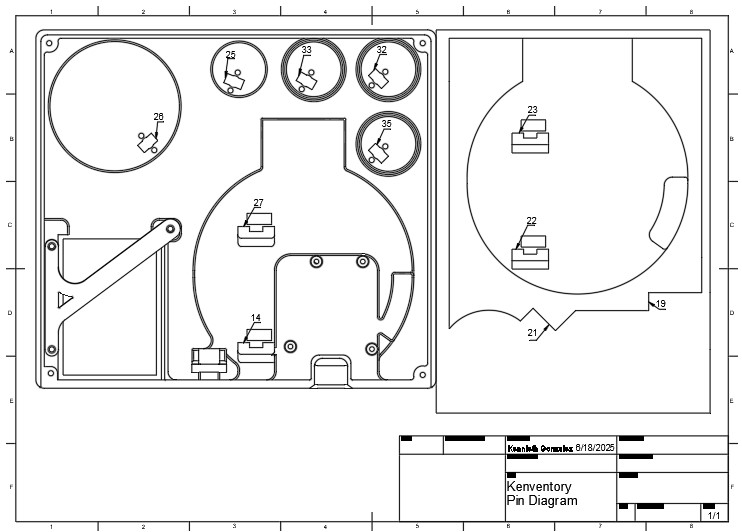 1 2 3 4 5 6 7 8
A A
25 33 32
26
35
23
B B
27
22
C C
14
19
21
D D
E E
Kenneth Gonzalez 6/18/2025
Kenventory
Pin Diagram
F F
1/1
1 2 3 4 5 6 7 8